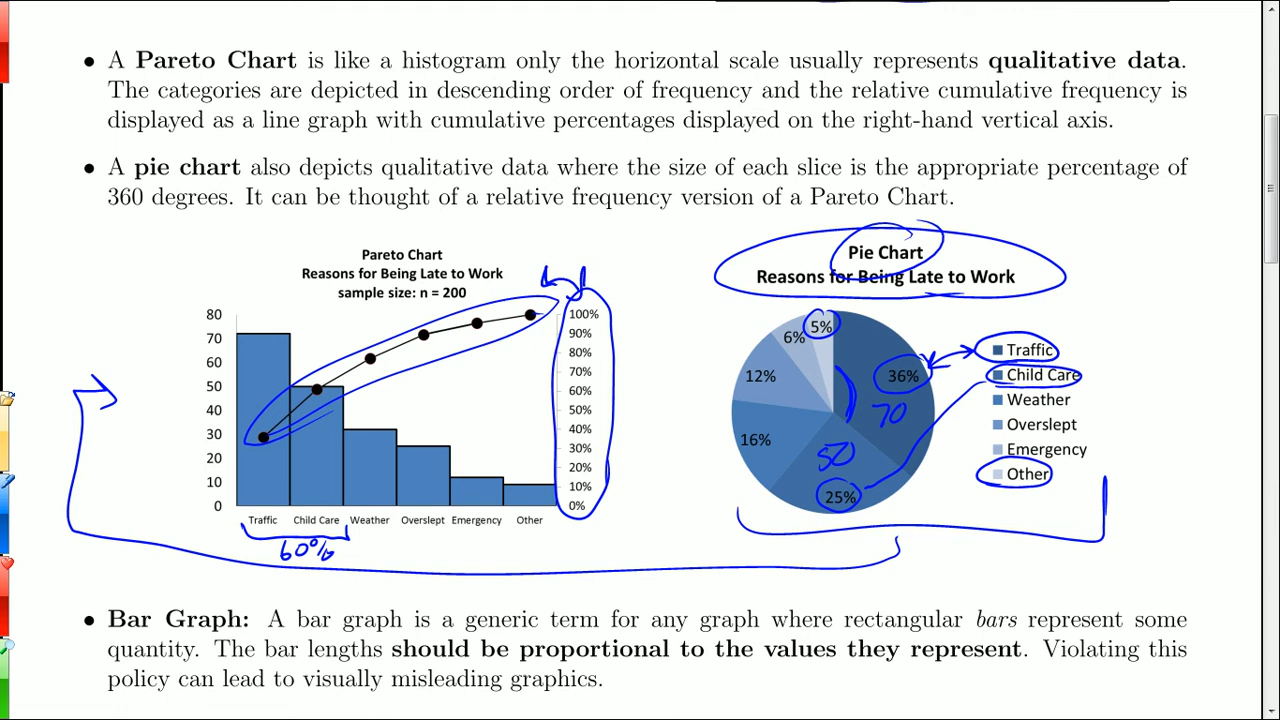 • A Pareto Chart is like a histogram only the horizontal scale usually represents qualitative data.
The categories are depicted in descending order of frequency and the relative cumulative frequency is
displayed as a line graph with cumulative percentages displayed on the right-hand vertical axis.
• A pie chart also depicts qualitative data where the size of each slice is the appropriate percentage of
360 degrees. It can be thought of a relative frequency version of a Pareto Chart.
Pareto Chart
Reasons for Being Late to Work
sample size: n = 200
80
70
60
50
40
30
20
10
0
100%
90%
80%
70%
60%
50%
40%
30%
20%
10%
0%
Traffic Child Care Weather Overslept Emergency Other
60%
Pie Chart
Reasons for Being Late to Work
5%
6%
12%
36%
70
16%
50
25%
Traffic
Child Care
Weather
Overslept
Emergency
Other
• Bar Graph: A bar graph is a generic term for any graph where rectangular bars represent some
quantity. The bar lengths should be proportional to the values they represent. Violating this
policy can lead to visually misleading graphics.